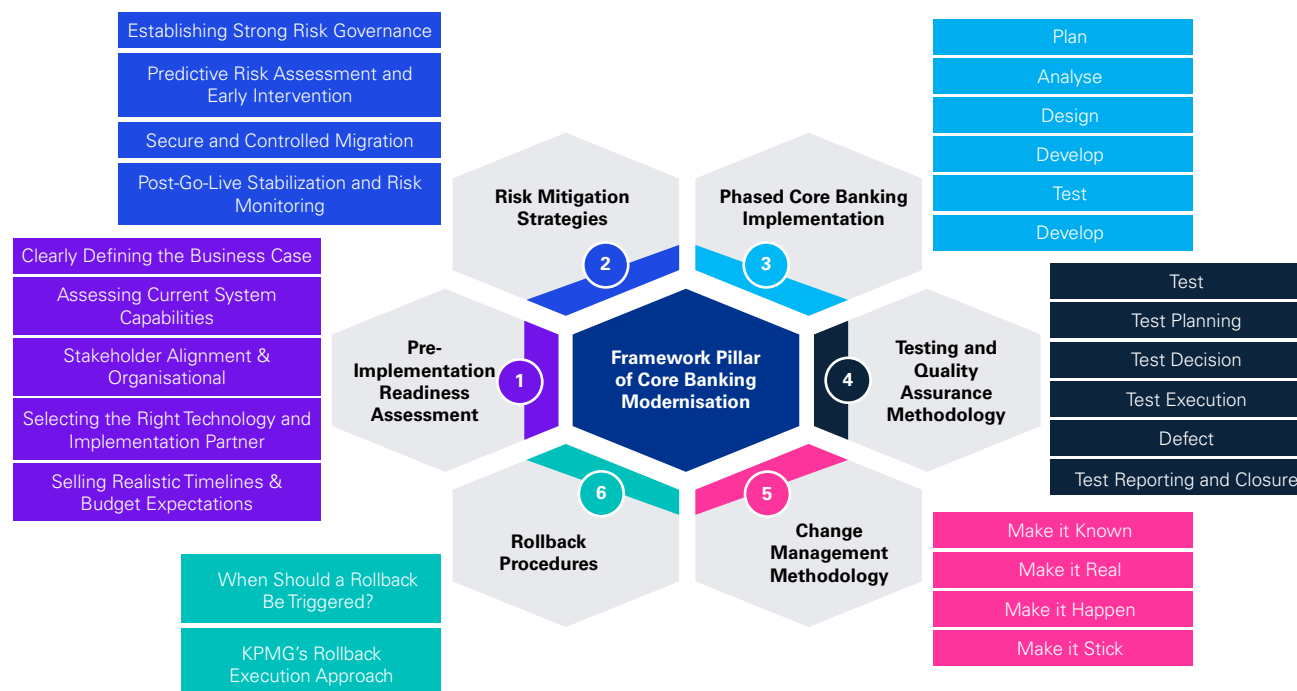 Establishing Strong Risk Governance
Predictive Risk Assessment and
Early Intervention
Secure and Controlled Migration
Post-Go-Live Stabilization and Risk
Monitoring
Clearly Defining the Business Case
Assessing Current System
Capabilities
Stakeholder Alignment &
Organisational
Selecting the Right Technology and
Implementation Partner
Selling Realistic Timelines &
Budget Expectations
When Should a Rollback
Be Triggered?
KPMG's Rollback
Execution Approach
Risk Mitigation
Strategies
2
Phased Core Banking
Implementation
3
Pre-
Implementation
Readiness
Assessment
1
Framework Pillar
of Core Banking
Modernisation
4
Testing and
Quality
Assurance
Methodology
6
Rollback
Procedures
5
Change
Management
Methodology
Plan
Analyse
Design
Develop
Test
Develop
Test
Test Planning
Test Decision
Test Execution
Defect
Test Reporting and Closure
Make it Known
Make it Real
Make it Happen
Make it Stick